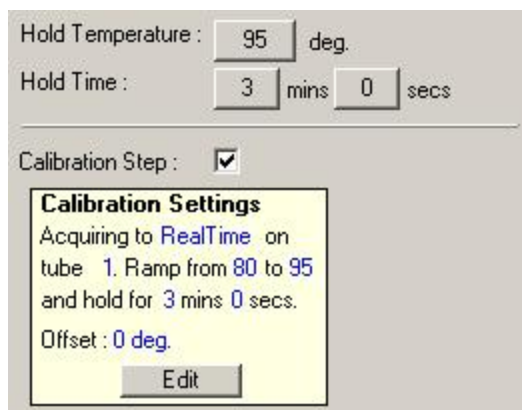 Hold Temperature : 95 deg.
Hold Time : 3 mins 0 secs
Calibration Step :
Calibration Settings
Acquiring to RealTime on
tube 1. Ramp from 80 to 95
and hold for 3 mins 0 secs.
Offset : 0 deg.
Edit